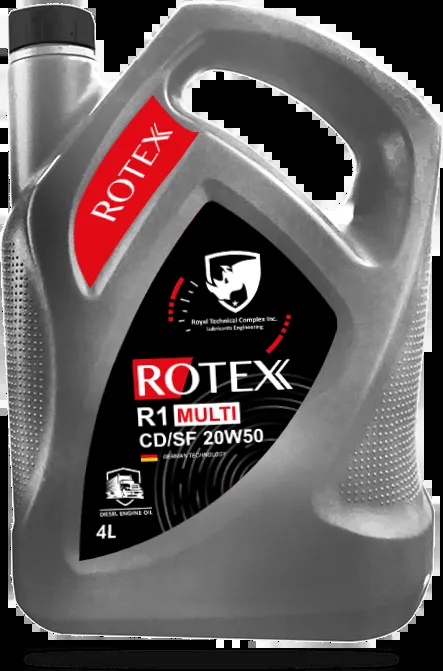 ROTEX
Royal Technical Complex Inc.
Lubricants Engineering
ROTEX
R1 MULTI
CD/SF 20W50
GERMAN TECHNOLOGY
DIESEL ENGINE OIL
4L